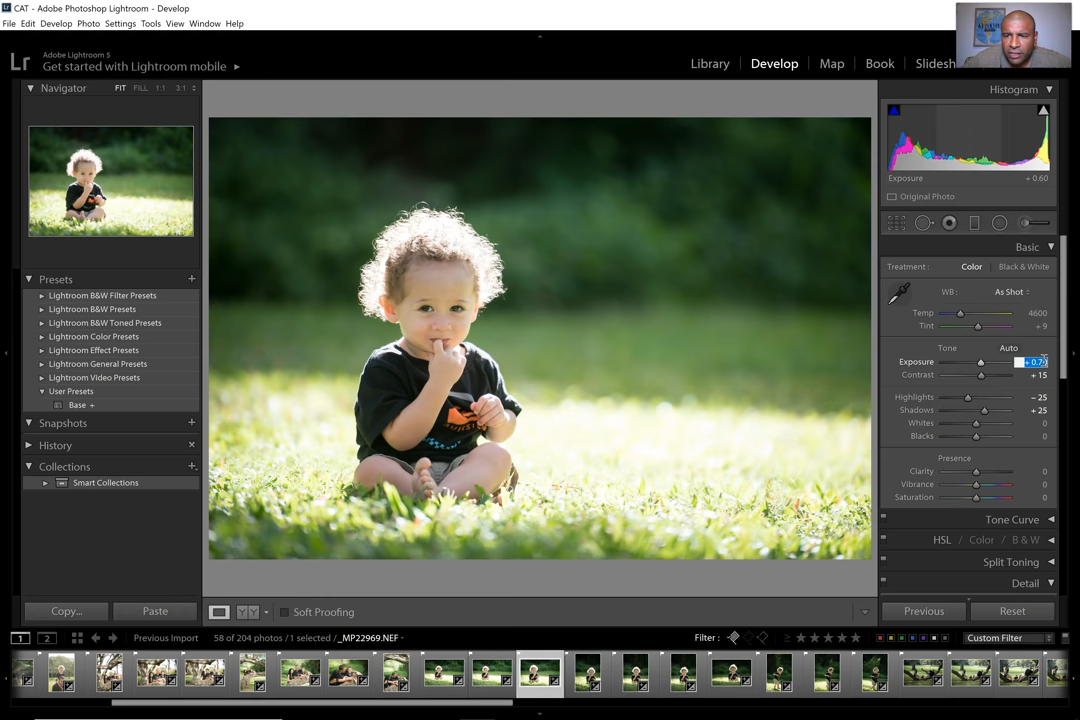 CAT - Adobe Photoshop Lightroom - Develop
File Edit Develop Photo Settings Tools View Window Help
Lr
Adobe Lightroom 5
Get started with Lightroom mobile
Library | Develop | Map | Book | Slidesh
Navigator FIT FILL 1:1 3:1
Presets +
Lightroom B&W Filter Presets
Lightroom B&W Presets
Lightroom B&W Toned Presets
Lightroom Color Presets
Lightroom Effect Presets
Lightroom General Presets
Lightroom Video Presets
User Presets
Base +
Snapshots +
History ×
Collections +
Smart Collections
Copy... Paste
Histogram
Exposure + 0.60
Original Photo
Basic
Treatment : Color Black & White
WB : As Shot
Temp 4600
Tint + 9
Tone Auto
Exposure
Contrast + 15
Highlights − 25
Shadows + 25
Whites 0
Blacks 0
Presence
Clarity 0
Vibrance 0
Saturation 0
Tone Curve
HSL / Color / B & W
Split Toning
Detail
Previous Reset
YY Soft Proofing
1 2 Previous Import 58 of 204 photos / 1 selected / _MP22969.NEF
Filter : ≥ ★★★★★ Custom Filter